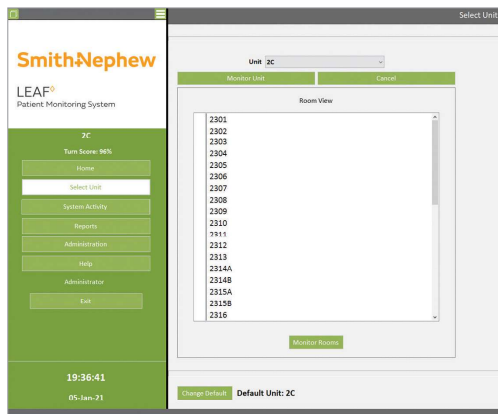 Select Unit
Smith+Nephew
LEAF◊
Patient Monitoring System
2C
Turn Score: 96%
Home
Select Unit
System Activity
Reports
Administration
Help
Administrator
Exit
19:36:41
05-Jan-21
Unit 2C
Monitor Unit Cancel
Room View
2301
2302
2303
2304
2305
2306
2307
2308
2309
2310
2311
2312
2313
2314A
2314B
2315A
2315B
2316
Monitor Rooms
Change Default Default Unit: 2C